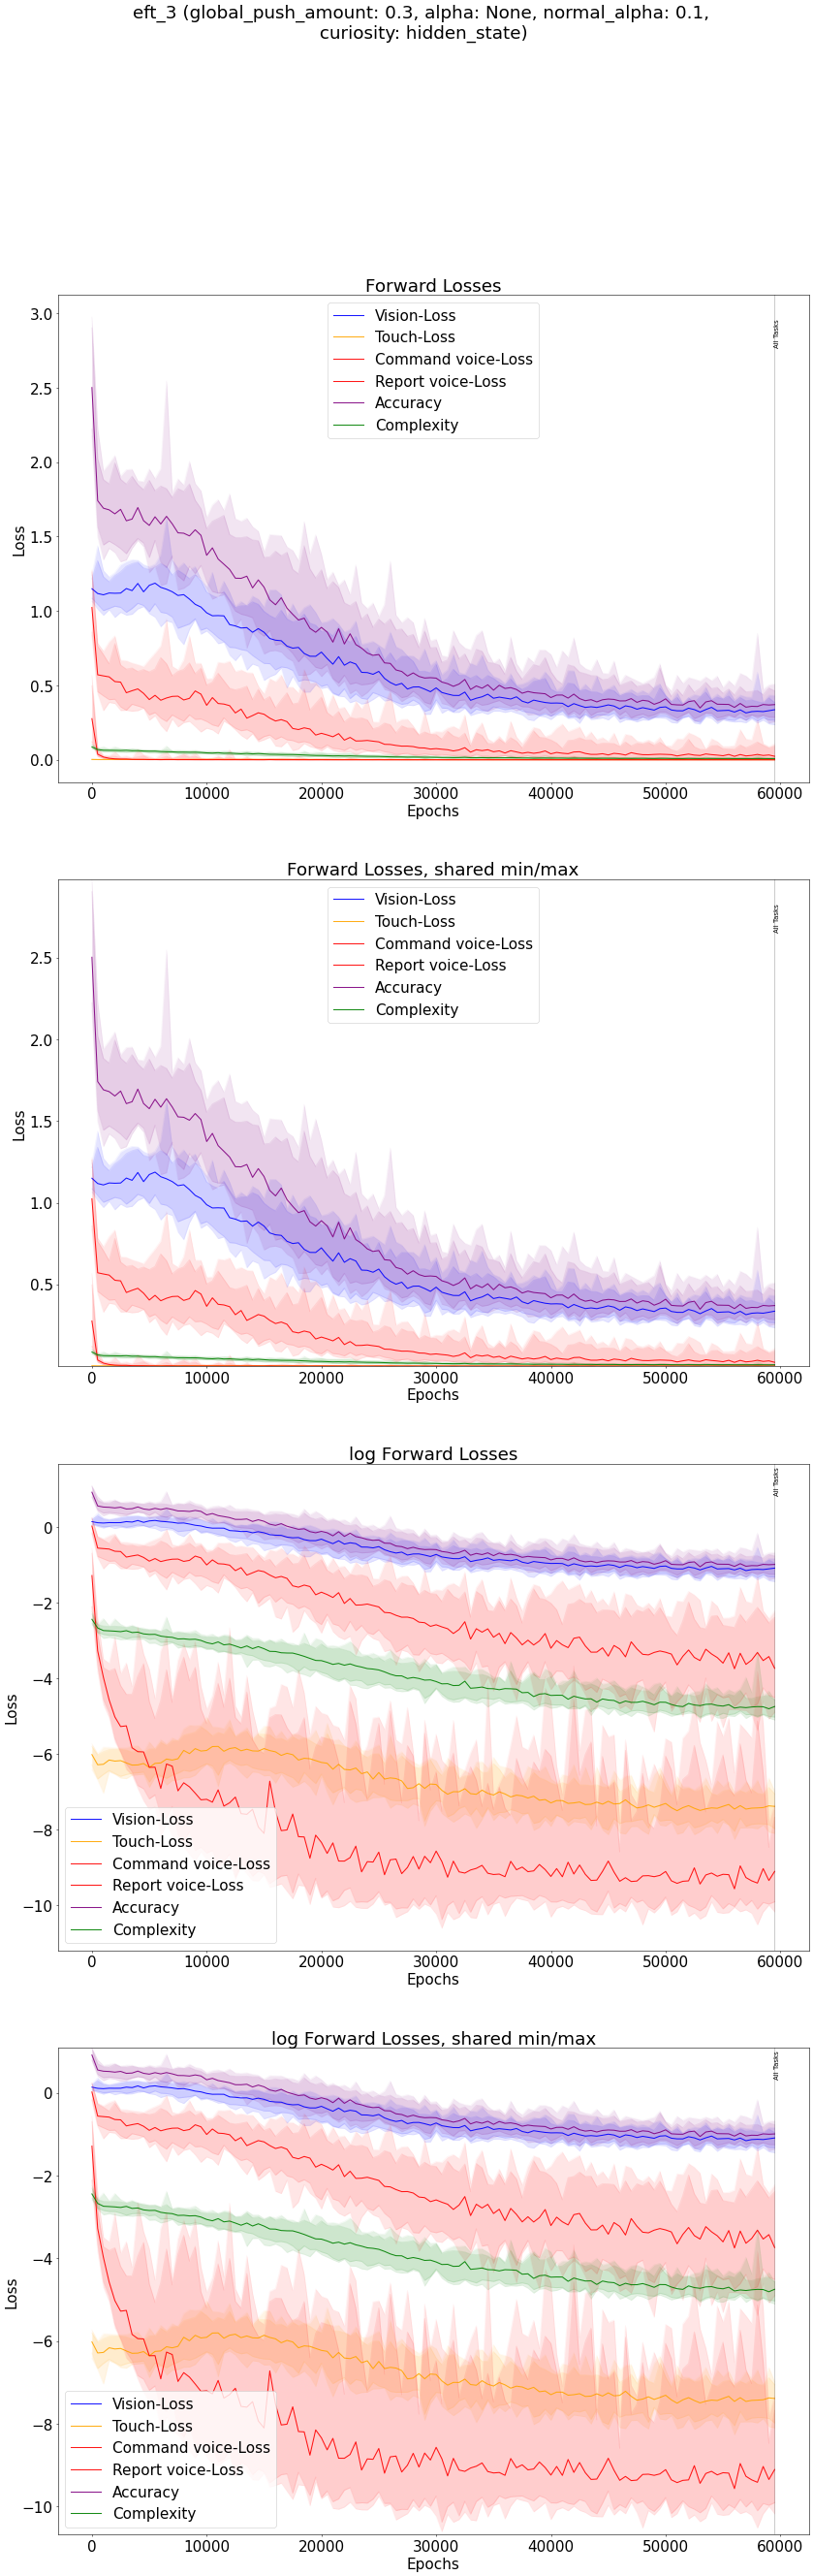 eft_3 (global_push_amount: 0.3, alpha: None, normal_alpha: 0.1,
curiosity: hidden_state)
Forward Losses
Vision-Loss
Touch-Loss
Command voice-Loss
Report voice-Loss
Accuracy
Complexity
All Tasks
Loss
3.0
2.5
2.0
1.5
1.0
0.5
0.0
0 10000 20000 30000 40000 50000 60000
Epochs
Forward Losses, shared min/max
Vision-Loss
Touch-Loss
Command voice-Loss
Report voice-Loss
Accuracy
Complexity
All Tasks
Loss
2.5
2.0
1.5
1.0
0.5
0 10000 20000 30000 40000 50000 60000
Epochs
log Forward Losses
All Tasks
Loss
0
−2
−4
−6
−8
−10
Vision-Loss
Touch-Loss
Command voice-Loss
Report voice-Loss
Accuracy
Complexity
0 10000 20000 30000 40000 50000 60000
Epochs
log Forward Losses, shared min/max
All Tasks
Loss
0
−2
−4
−6
−8
−10
Vision-Loss
Touch-Loss
Command voice-Loss
Report voice-Loss
Accuracy
Complexity
0 10000 20000 30000 40000 50000 60000
Epochs